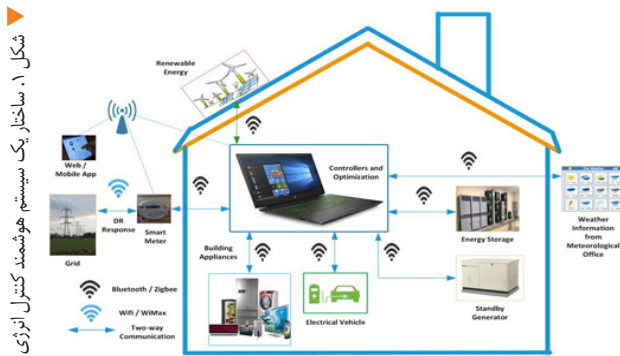 شکل ۱. ساختار یک سیستم هوشمند کنترل انرژی
Renewable
Energy
Web /
Mobile App
Controllers and
Optimization
DR
Response
Smart
Meter
Grid
Building
Appliances
Energy Storage
Weather
Information
from
Meteorological
Office
Electrical Vehicle
Standby
Generator
Bluetooth / Zigbee
Wifi / WiMax
Two-way
Communication